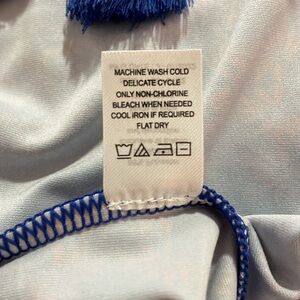 MACHINE WASH COLD
DELICATE CYCLE
ONLY NON-CHLORINE
BLEACH WHEN NEEDED
COOL IRON IF REQUIRED
FLAT DRY